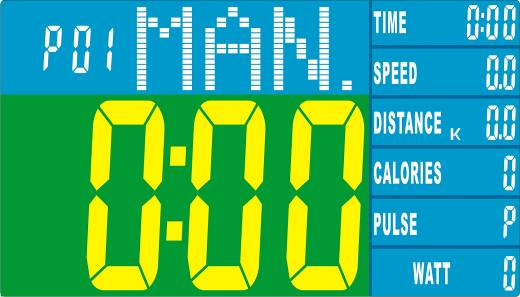 P01 MAN.
0:00
TIME 0:00
SPEED 0.0
DISTANCE K 0.0
CALORIES 0
PULSE P
WATT 0